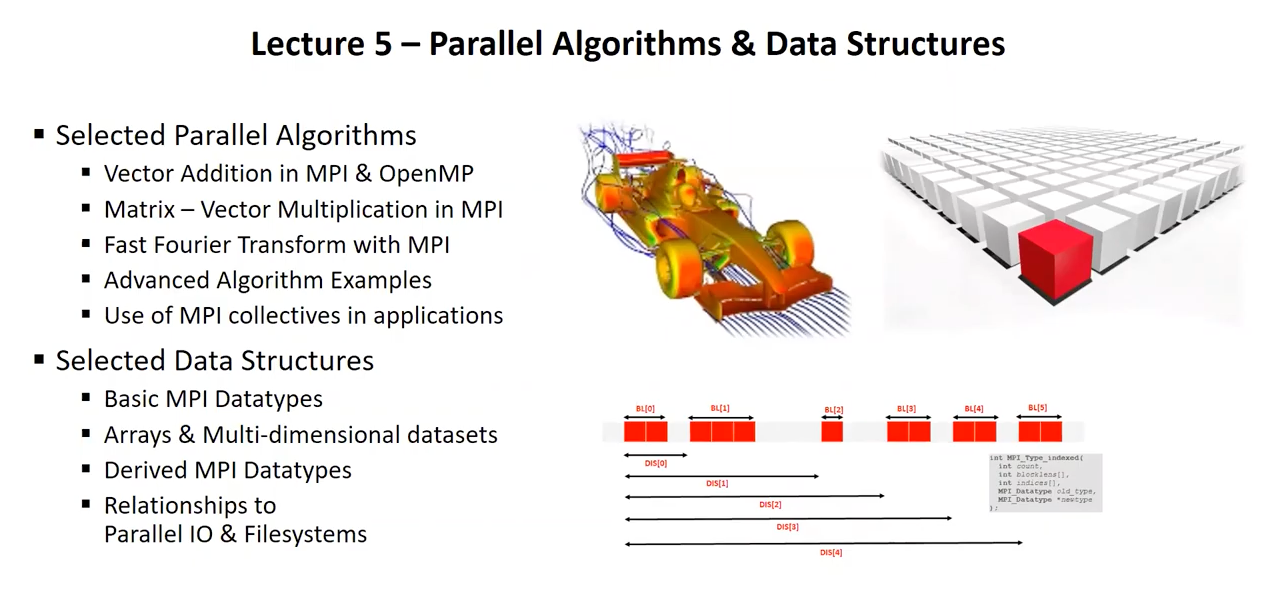 Lecture 5 – Parallel Algorithms & Data Structures
▪ Selected Parallel Algorithms
▪ Vector Addition in MPI & OpenMP
▪ Matrix – Vector Multiplication in MPI
▪ Fast Fourier Transform with MPI
▪ Advanced Algorithm Examples
▪ Use of MPI collectives in applications
▪ Selected Data Structures
▪ Basic MPI Datatypes
▪ Arrays & Multi-dimensional datasets
▪ Derived MPI Datatypes
▪ Relationships to
Parallel IO & Filesystems
BL[0] BL[1] BL[2] BL[3] BL[4] BL[5]
DIS[0]
DIS[1]
DIS[2]
DIS[3]
DIS[4]
int MPI_Type_indexed(
int count,
int blocklens[],
int indices[],
MPI_Datatype old_type,
MPI_Datatype *newtype
);